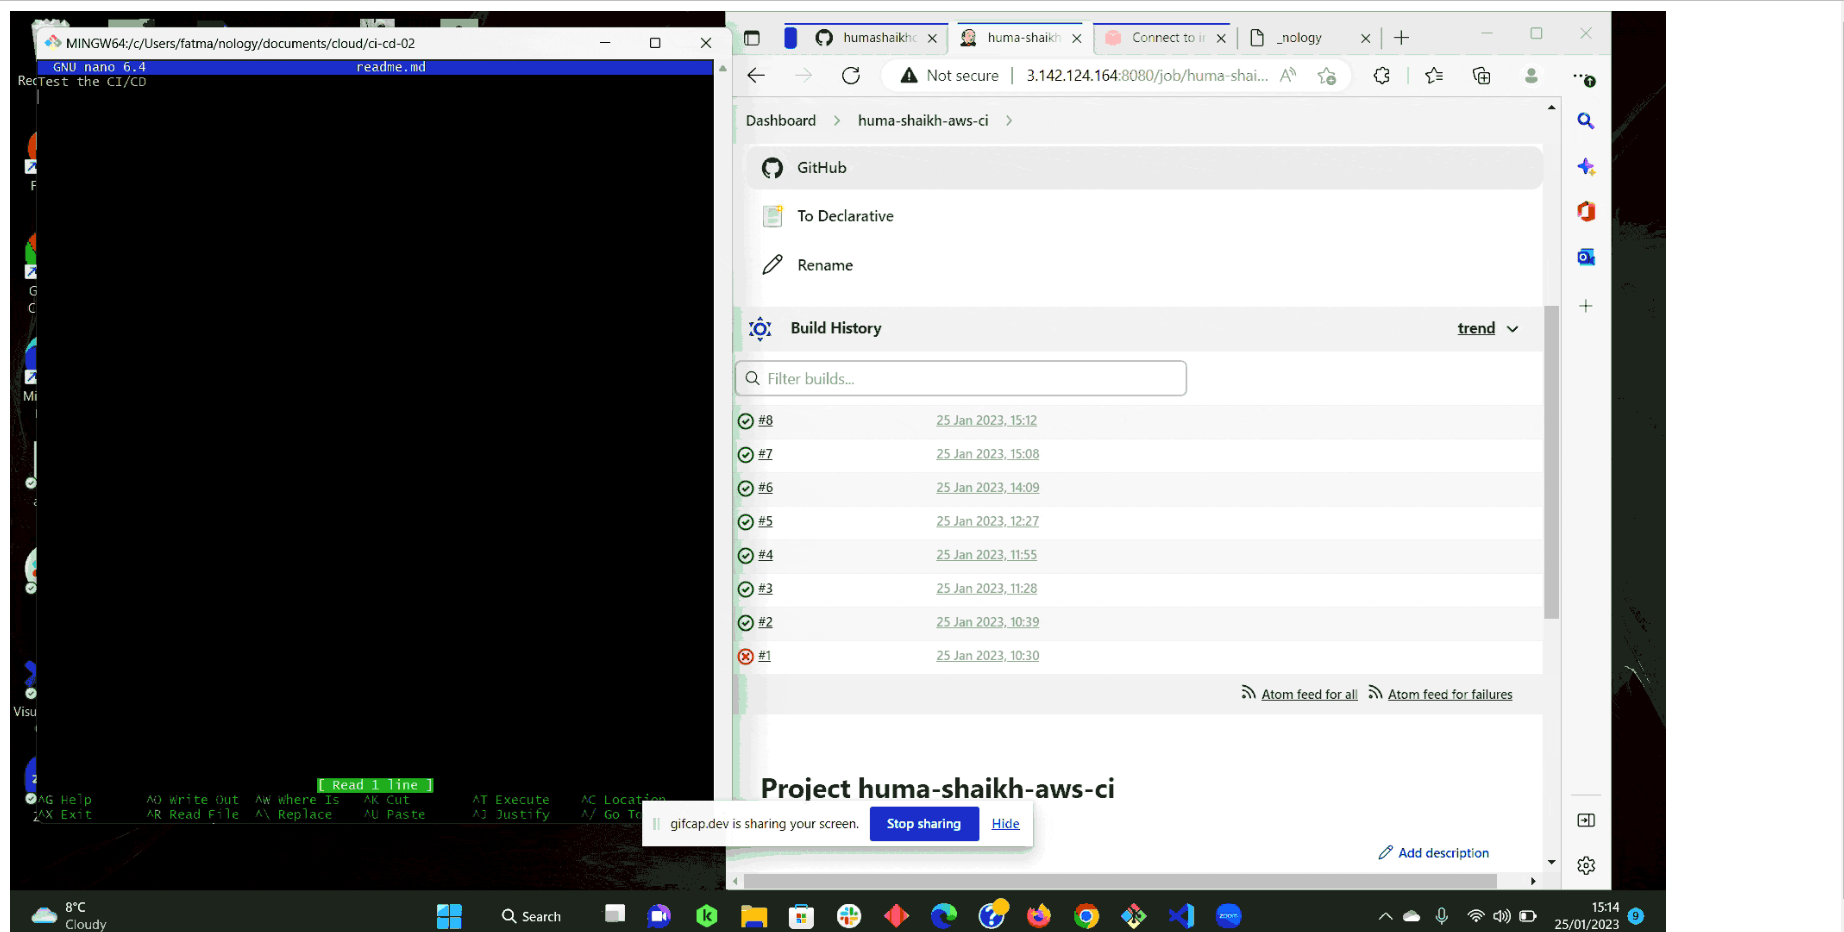 MINGW64:/c/Users/fatma/nology/documents/cloud/ci-cd-02
GNU nano 6.4 readme.md
Test the CI/CD
[ Read 1 line ]
^G Help ^O Write Out ^W Where Is ^K Cut ^T Execute ^C Location
^X Exit ^R Read File ^\ Replace ^U Paste ^J Justify ^/ Go To
humashaikh huma-shaikh Connect to in _nology
Not secure 3.142.124.164:8080/job/huma-shai...
Dashboard huma-shaikh-aws-ci
GitHub
To Declarative
Rename
Build History trend
Filter builds...
#8 25 Jan 2023, 15:12
#7 25 Jan 2023, 15:08
#6 25 Jan 2023, 14:09
#5 25 Jan 2023, 12:27
#4 25 Jan 2023, 11:55
#3 25 Jan 2023, 11:28
#2 25 Jan 2023, 10:39
#1 25 Jan 2023, 10:30
Atom feed for all Atom feed for failures
Project huma-shaikh-aws-ci
gifcap.dev is sharing your screen. Stop sharing Hide
Add description
8°C
Cloudy
Search
zoom
15:14
25/01/2023
9